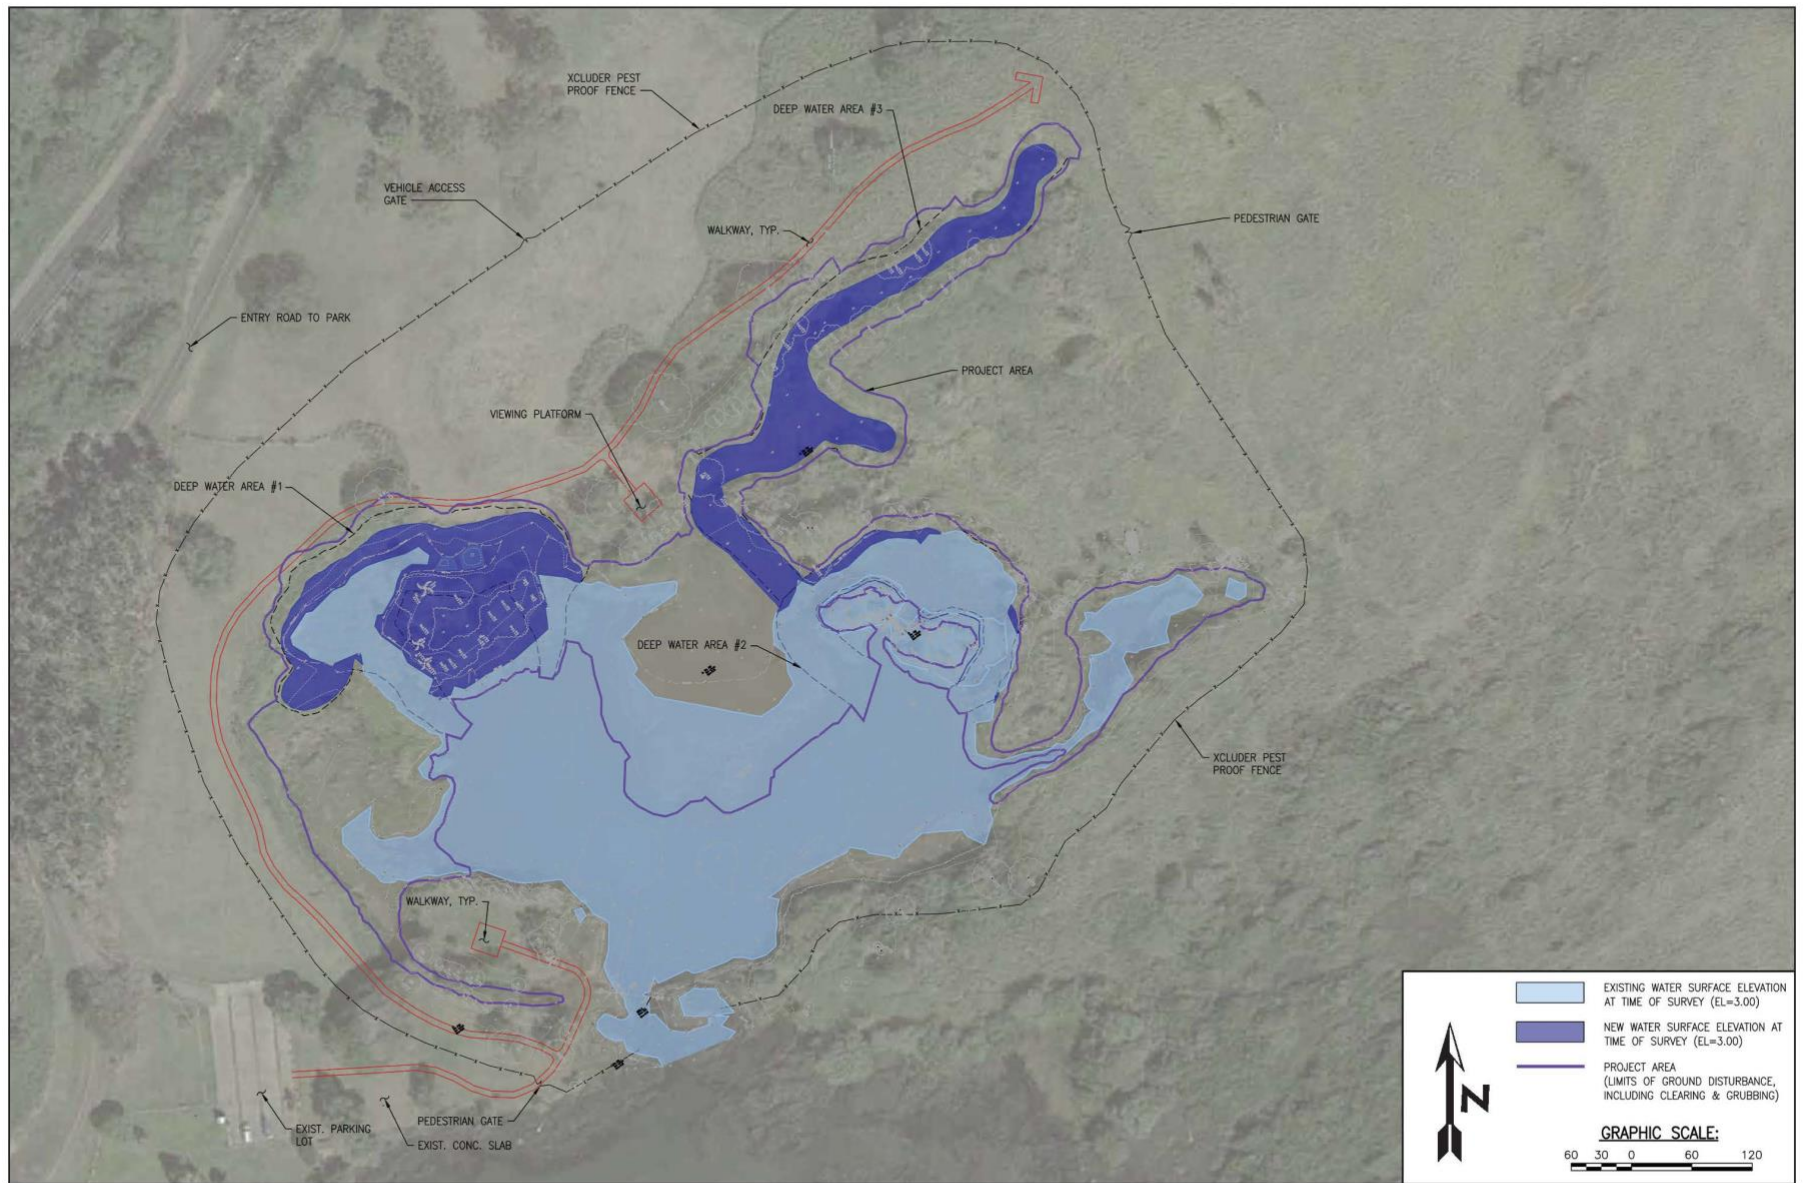 XCLUDER PEST
PROOF FENCE
DEEP WATER AREA #3
VEHICLE ACCESS
GATE
WALKWAY, TYP.
PEDESTRIAN GATE
ENTRY ROAD TO PARK
PROJECT AREA
VIEWING PLATFORM
DEEP WATER AREA #1
DEEP WATER AREA #2
XCLUDER PEST
PROOF FENCE
WALKWAY, TYP.
PEDESTRIAN GATE
EXIST. PARKING
LOT
EXIST. CONC. SLAB
EXISTING WATER SURFACE ELEVATION
AT TIME OF SURVEY (EL=3.00)
NEW WATER SURFACE ELEVATION AT
TIME OF SURVEY (EL=3.00)
PROJECT AREA
(LIMITS OF GROUND DISTURBANCE,
INCLUDING CLEARING & GRUBBING)
N
GRAPHIC SCALE:
60 30 0 60 120